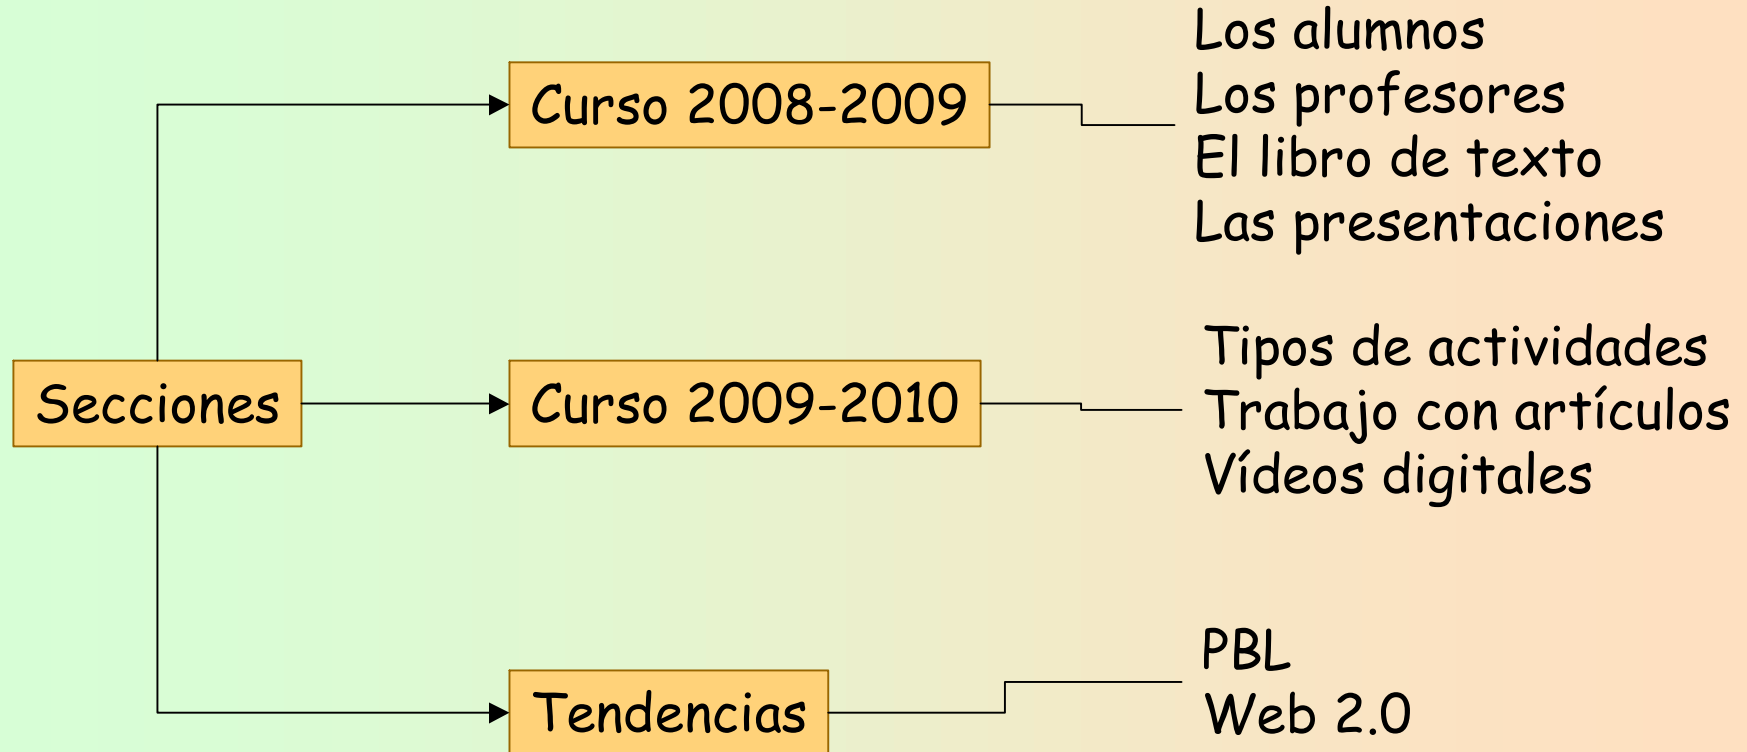 Secciones
Curso 2008-2009
Los alumnos
Los profesores
El libro de texto
Las presentaciones
Curso 2009-2010
Tipos de actividades
Trabajo con artículos
Vídeos digitales
Tendencias
PBL
Web 2.0